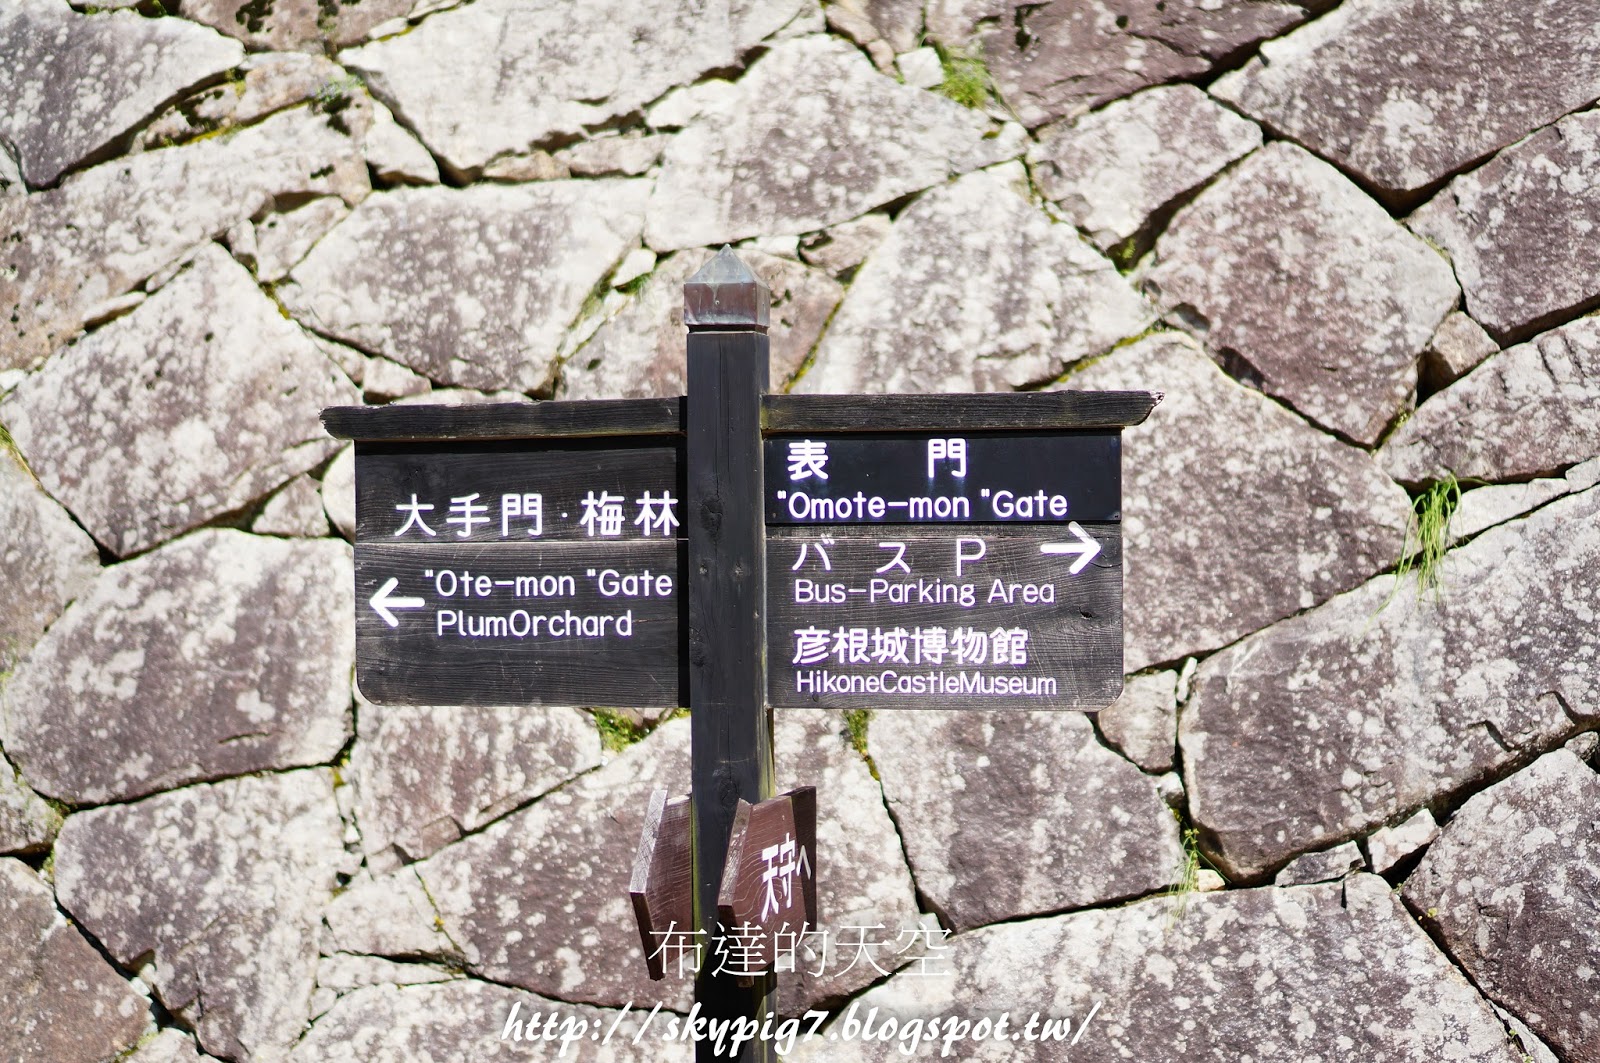 大手門・梅林
"Ote-mon "Gate
PlumOrchard
表 門
"Omote-mon "Gate
バ ス P
Bus-Parking Area
彦根城博物館
HikoneCastleMuseum
天守へ
布達的天空
http://skypig7.blogspot.tw/